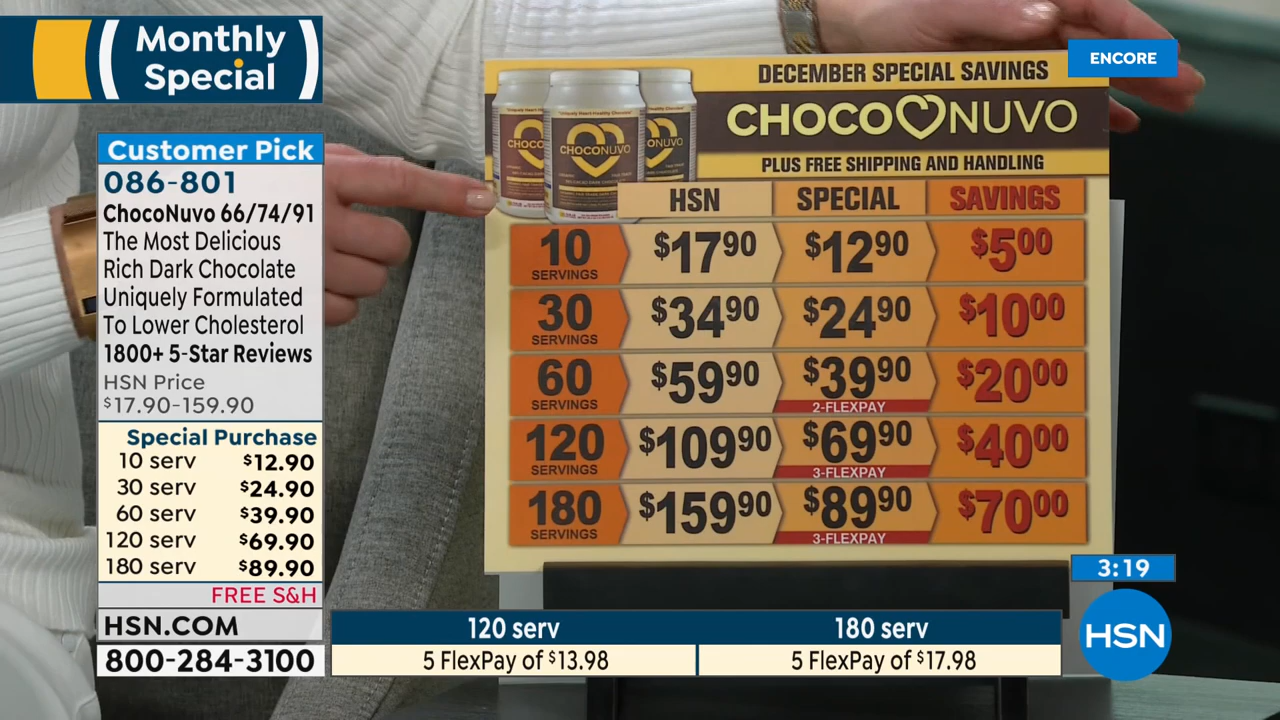 ( Monthly
Special )
ENCORE
Customer Pick
086-801
ChocoNuvo 66/74/91
The Most Delicious
Rich Dark Chocolate
Uniquely Formulated
To Lower Cholesterol
1800+ 5-Star Reviews
HSN Price
$17.90-159.90
Special Purchase
10 serv $12.90
30 serv $24.90
60 serv $39.90
120 serv $69.90
180 serv $89.90
FREE S&H
HSN.COM
800-284-3100
DECEMBER SPECIAL SAVINGS
CHOCONUVO
PLUS FREE SHIPPING AND HANDLING
CHOCONUVO
HSN SPECIAL SAVINGS
10 SERVINGS $17.90 $12.90 $5.00
30 SERVINGS $34.90 $24.90 $10.00
60 SERVINGS $59.90 $39.90 $20.00
2-FLEXPAY
120 SERVINGS $109.90 $69.90 $40.00
3-FLEXPAY
180 SERVINGS $159.90 $89.90 $70.00
3-FLEXPAY
3:19
120 serv 180 serv
5 FlexPay of $13.98 5 FlexPay of $17.98
HSN